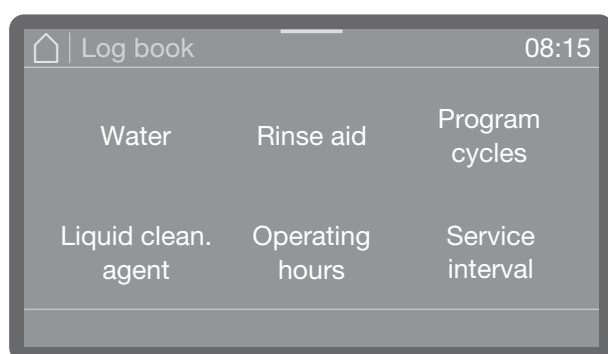 Log book 08:15
Water Rinse aid Program
cycles
Liquid clean. Operating Service
agent hours interval